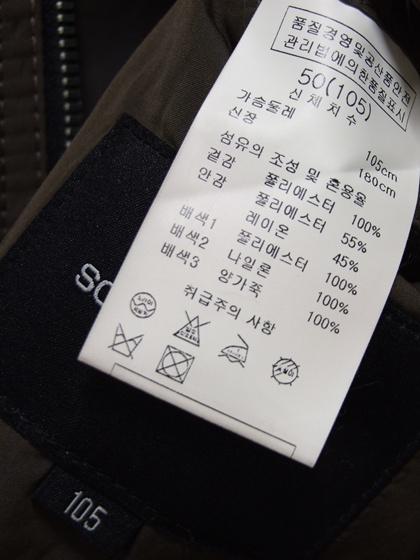 품질경영및공산품안전
관리법에의한품질표시
50(105)
신체치수
가슴둘레 105cm
신장 180cm
섬유의 조성 및 혼용율
겉감 폴리에스터 100%
안감 폴리에스터 55%
레이온 45%
배색1 폴리에스터 100%
배색2 나일론 100%
배색3 양가죽 100%
취급주의 사항
SO
105